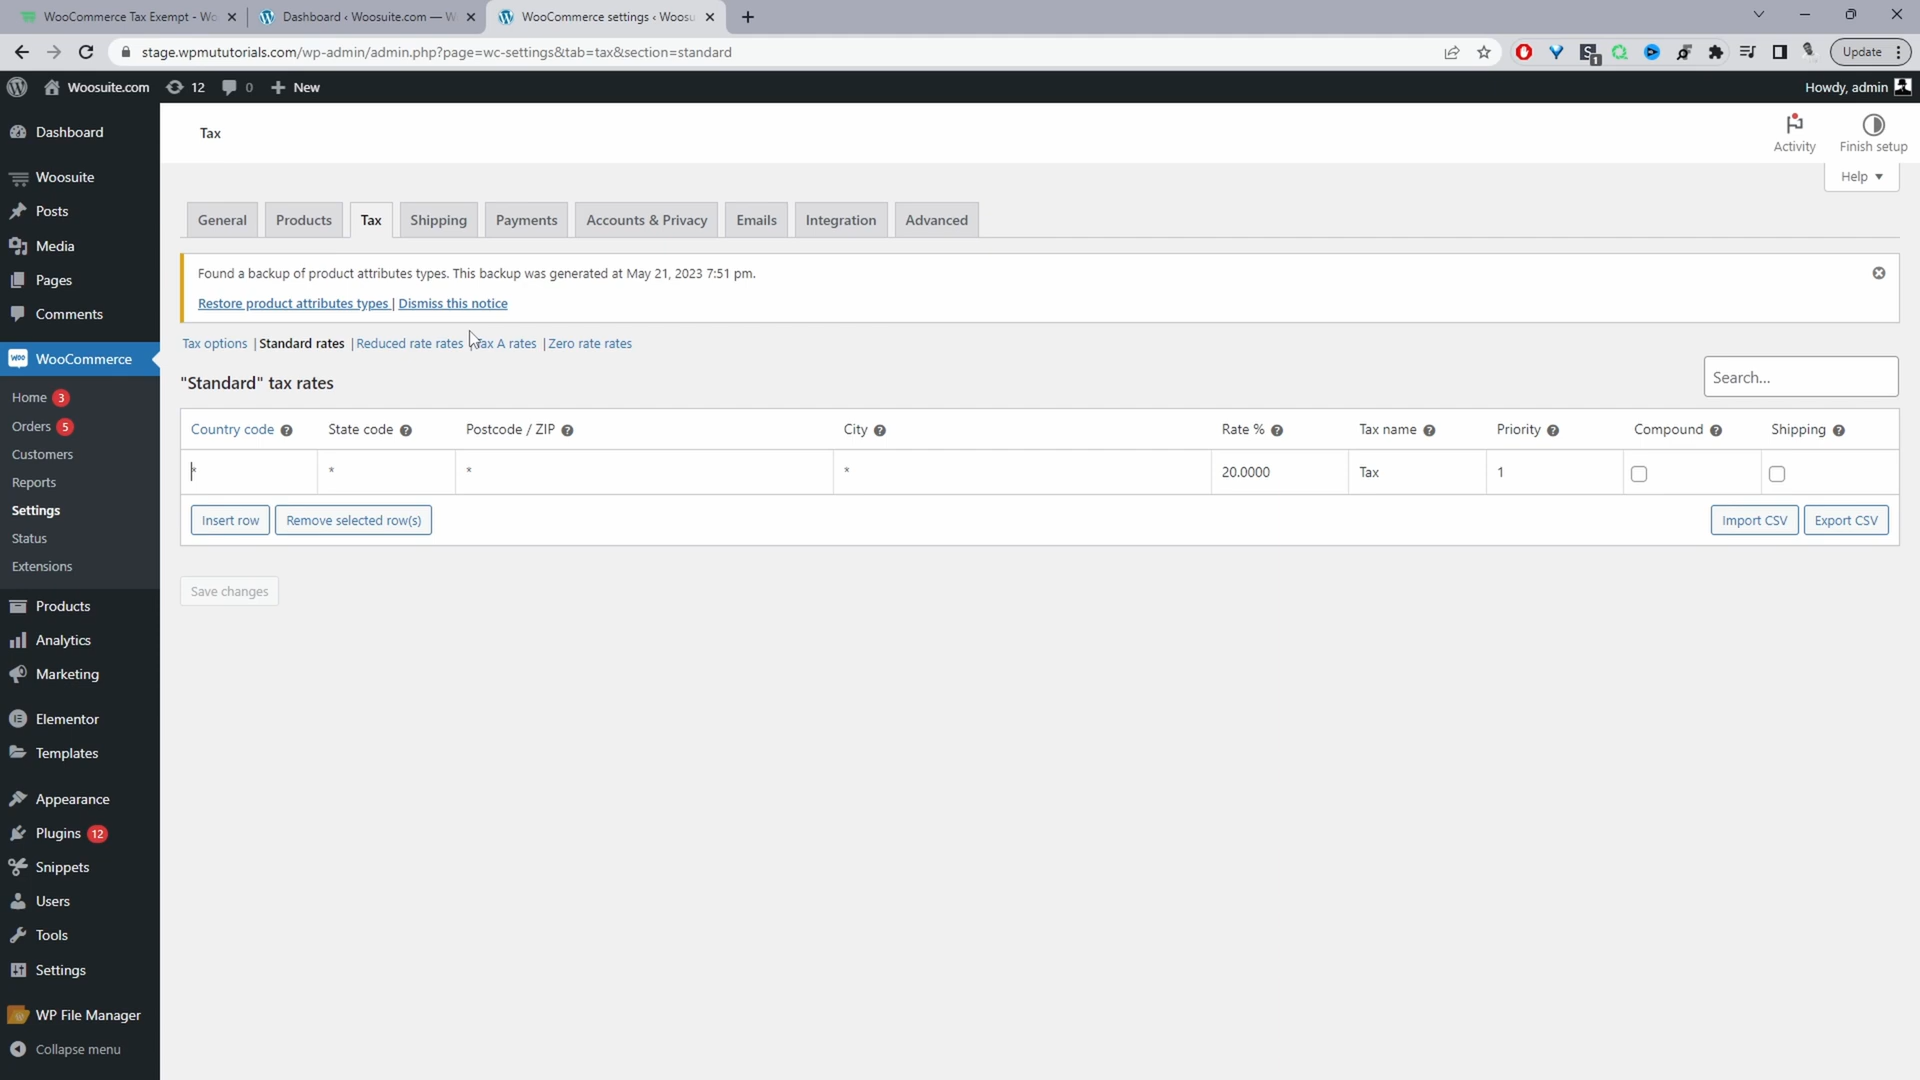 WooCommerce Tax Exempt - Wo
Dashboard ‹ Woosuite.com — W
WooCommerce settings ‹ Woosu
stage.wpmututorials.com/wp-admin/admin.php?page=wc-settings&tab=tax&section=standard
Update
Woosuite.com
12
0
New
Howdy, admin
Dashboard
Woosuite
Posts
Media
Pages
Comments
WooCommerce
Home 3
Orders 5
Customers
Reports
Settings
Status
Extensions
Products
Analytics
Marketing
Elementor
Templates
Appearance
Plugins 12
Snippets
Users
Tools
Settings
WP File Manager
Collapse menu
Tax
Activity
Finish setup
Help
General
Products
Tax
Shipping
Payments
Accounts & Privacy
Emails
Integration
Advanced
Found a backup of product attributes types. This backup was generated at May 21, 2023 7:51 pm.
Restore product attributes types | Dismiss this notice
Tax options | Standard rates | Reduced rate rates | Tax A rates | Zero rate rates
"Standard" tax rates
Search...
Country code ? State code ? Postcode / ZIP ? City ? Rate % ? Tax name ? Priority ? Compound ? Shipping ?
* * * * 20.0000 Tax 1
Insert row
Remove selected row(s)
Import CSV
Export CSV
Save changes